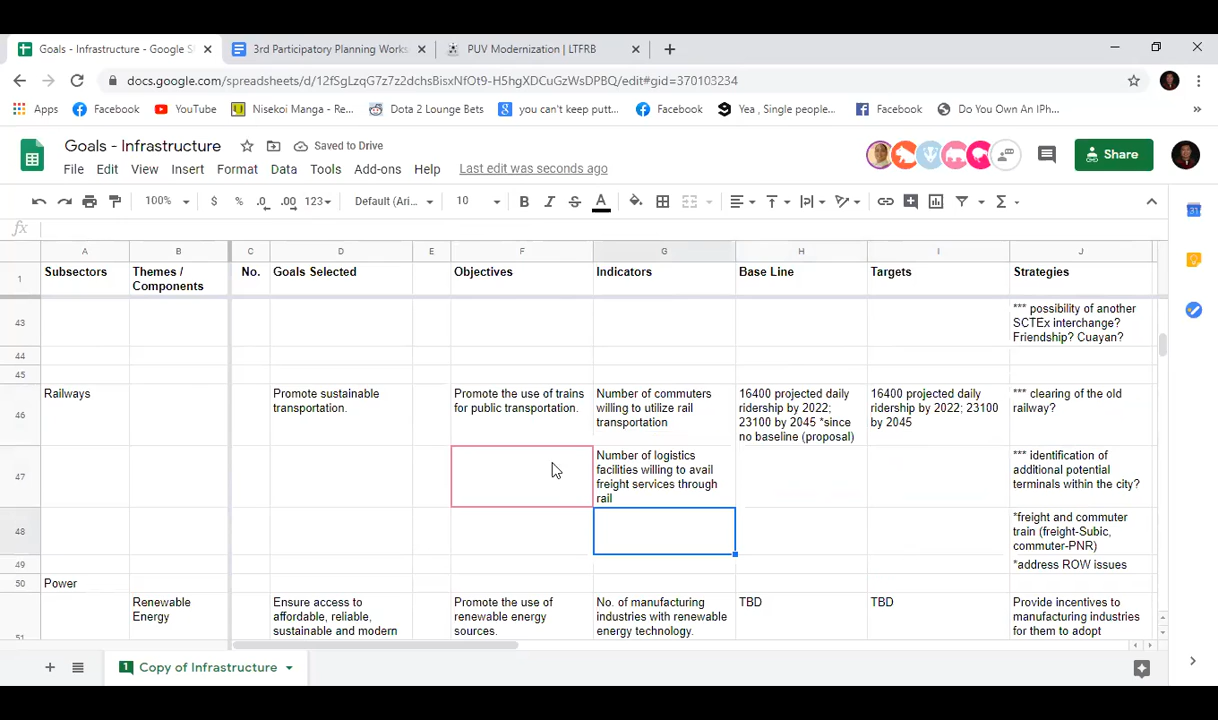 Goals - Infrastructure - Google S
3rd Participatory Planning Works
PUV Modernization | LTFRB
docs.google.com/spreadsheets/d/12fSgLzqG7z7z2dchsBisxNfOt9-H5hgXDCuGzWsDPBQ/edit#gid=370103234
Apps Facebook YouTube Nisekoi Manga - Re... Dota 2 Lounge Bets you can't keep putt... Facebook Yea , Single people... Facebook Do You Own An IPh... »
Goals - Infrastructure Saved to Drive
Share
File Edit View Insert Format Data Tools Add-ons Help Last edit was seconds ago
100% $ % .0 .00 123 Default (Ari... 10 B I S A
fx
A B C D E F G H I J
1 Subsectors Themes / Components No. Goals Selected Objectives Indicators Base Line Targets Strategies
43 *** possibility of another
SCTEx interchange?
Friendship? Cuayan?
44
45
46 Railways
Promote sustainable
transportation.
Promote the use of trains
for public transportation.
Number of commuters
willing to utilize rail
transportation
16400 projected daily
ridership by 2022;
23100 by 2045 *since
no baseline (proposal)
16400 projected daily
ridership by 2022; 23100
by 2045
*** clearing of the old
railway?
47
Number of logistics
facilities willing to avail
freight services through
rail
*** identification of
additional potential
terminals within the city?
48
*freight and commuter
train (freight-Subic,
commuter-PNR)
49 *address ROW issues
50 Power
51
Renewable
Energy
Ensure access to
affordable, reliable,
sustainable and modern
Promote the use of
renewable energy
sources.
No. of manufacturing
industries with renewable
energy technology.
TBD
TBD
Provide incentives to
manufacturing industries
for them to adopt
1 Copy of Infrastructure
31